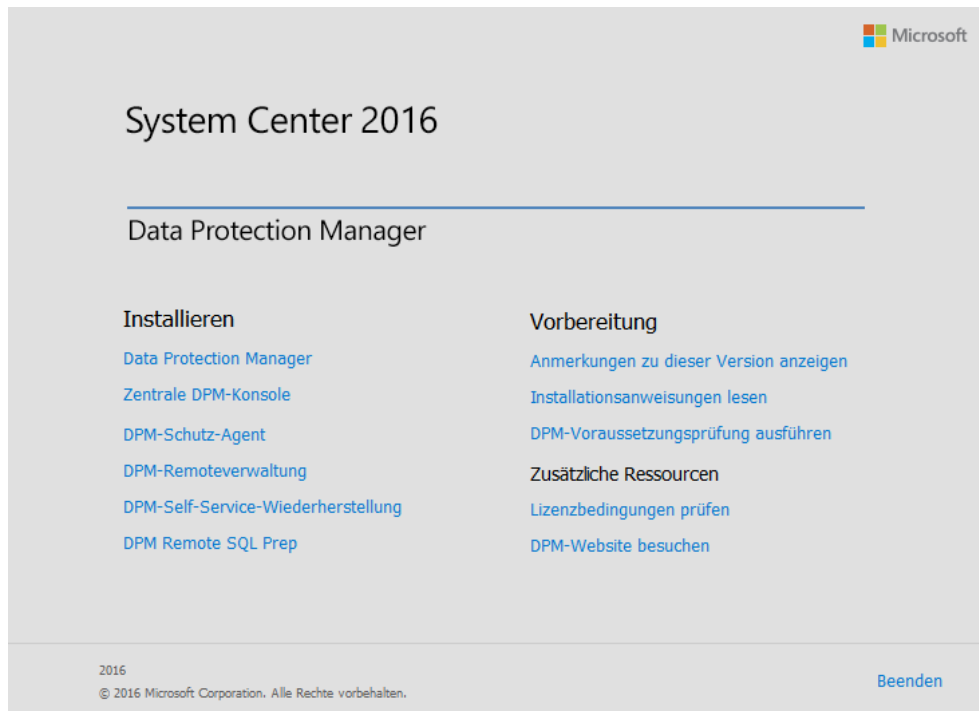 Microsoft
System Center 2016
Data Protection Manager
Installieren
Data Protection Manager
Zentrale DPM-Konsole
DPM-Schutz-Agent
DPM-Remoteverwaltung
DPM-Self-Service-Wiederherstellung
DPM Remote SQL Prep
Vorbereitung
Anmerkungen zu dieser Version anzeigen
Installationsanweisungen lesen
DPM-Voraussetzungsprüfung ausführen
Zusätzliche Ressourcen
Lizenzbedingungen prüfen
DPM-Website besuchen
2016
© 2016 Microsoft Corporation. Alle Rechte vorbehalten.
Beenden